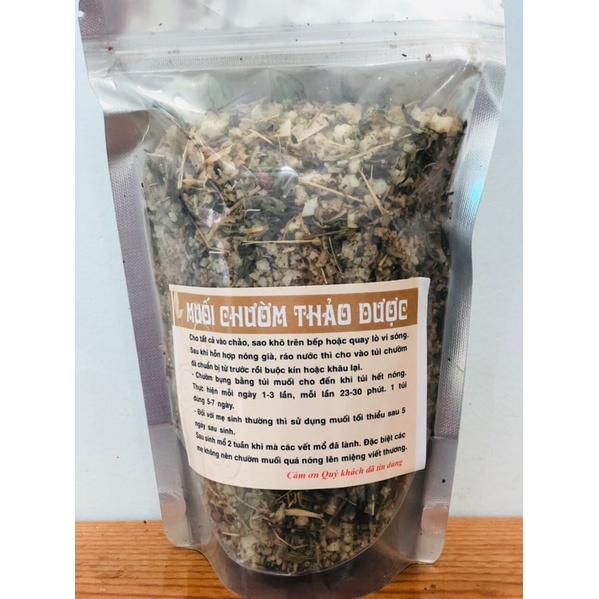 MUỐI CHƯỜM THẢO DƯỢC
Cho tất cả vào chảo, sao khô trên bếp hoặc quay lò vi sóng.
Sau khi hỗn hợp nóng già, ráo nước thì cho vào túi chườm
đã chuẩn bị từ trước rồi buộc kín hoặc khâu lại.
- Chườm bụng bằng túi muối cho đến khi túi hết nóng.
Thực hiện mỗi ngày 1-3 lần, mỗi lần 23-30 phút. 1 túi
dùng 5-7 ngày.
- Đối với mẹ sinh thường thì sử dụng muối tối thiểu sau 5
ngày sau sinh.
Sau sinh mổ 2 tuần khi mà các vết mổ đã lành. Đặc biệt các
mẹ không nên chườm muối quá nóng lên miệng viết thương.
Cảm ơn Quý khách đã tin dùng